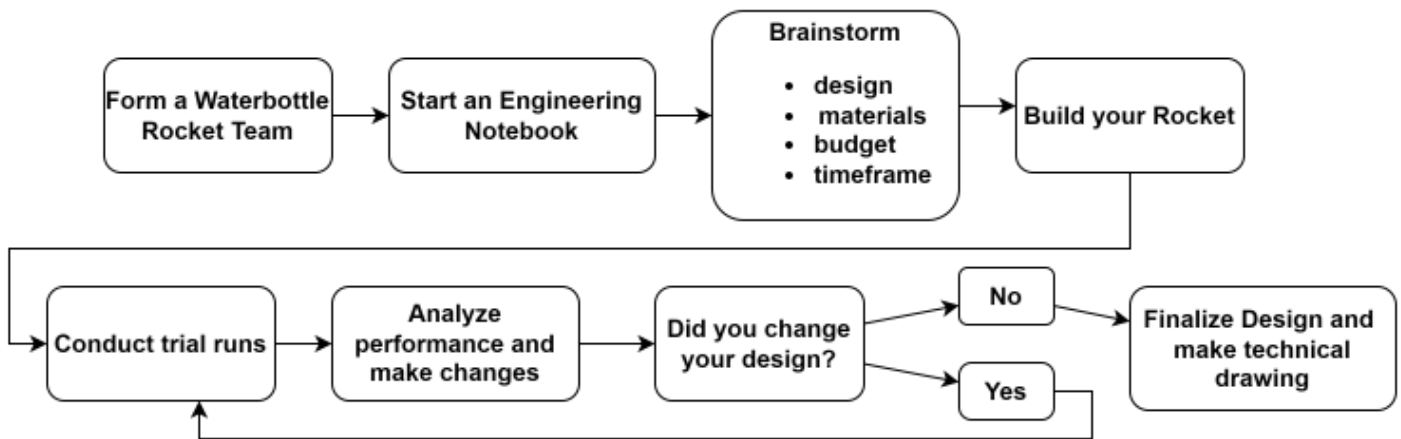 Form a Waterbottle
Rocket Team
Start an Engineering
Notebook
Brainstorm
• design
• materials
• budget
• timeframe
Build your Rocket
Conduct trial runs
Analyze
performance and
make changes
Did you change
your design?
No
Yes
Finalize Design and
make technical
drawing